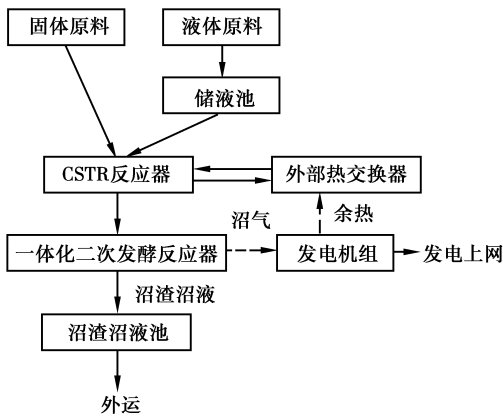 固体原料
液体原料
储液池
CSTR反应器
外部热交换器
沼气
余热
一体化二次发酵反应器
发电机组
发电上网
沼渣沼液
沼渣沼液池
外运